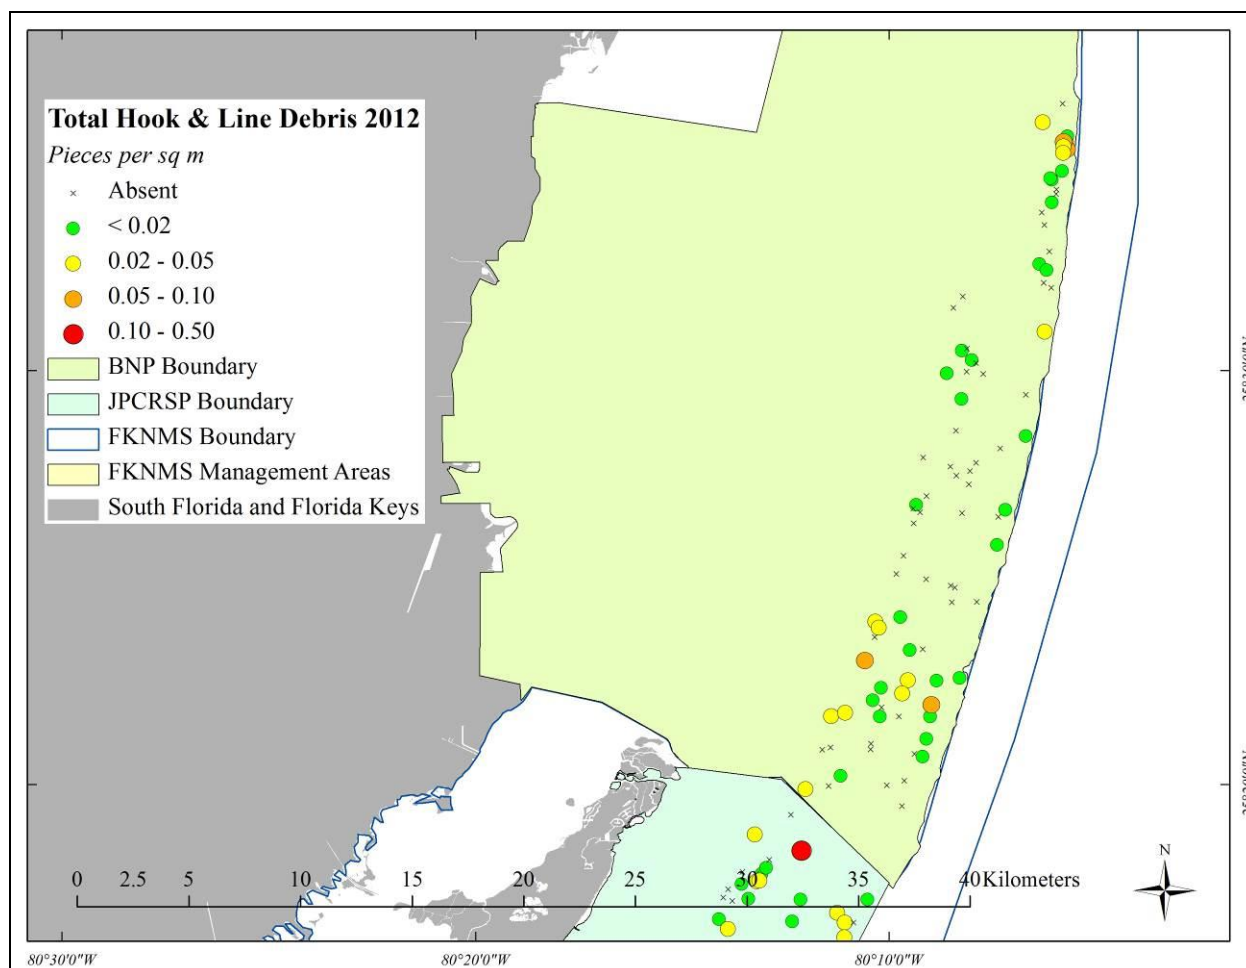 Total Hook & Line Debris 2012
Pieces per sq m
Absent
< 0.02
0.02 - 0.05
0.05 - 0.10
0.10 - 0.50
BNP Boundary
JPCRSP Boundary
FKNMS Boundary
FKNMS Management Areas
South Florida and Florida Keys
N
0 2.5 5 10 15 20 25 30 35 40 Kilometers
80°30'0"W 80°20'0"W 80°10'0"W